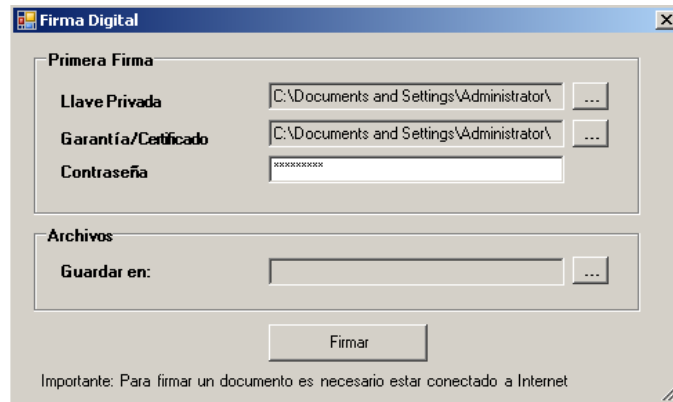 Firma Digital
Primera Firma
Llave Privada C:\Documents and Settings\Administrator\ ...
Garantía/Certificado C:\Documents and Settings\Administrator\ ...
Contraseña *********
Archivos
Guardar en: ...
Firmar
Importante: Para firmar un documento es necesario estar conectado a Internet